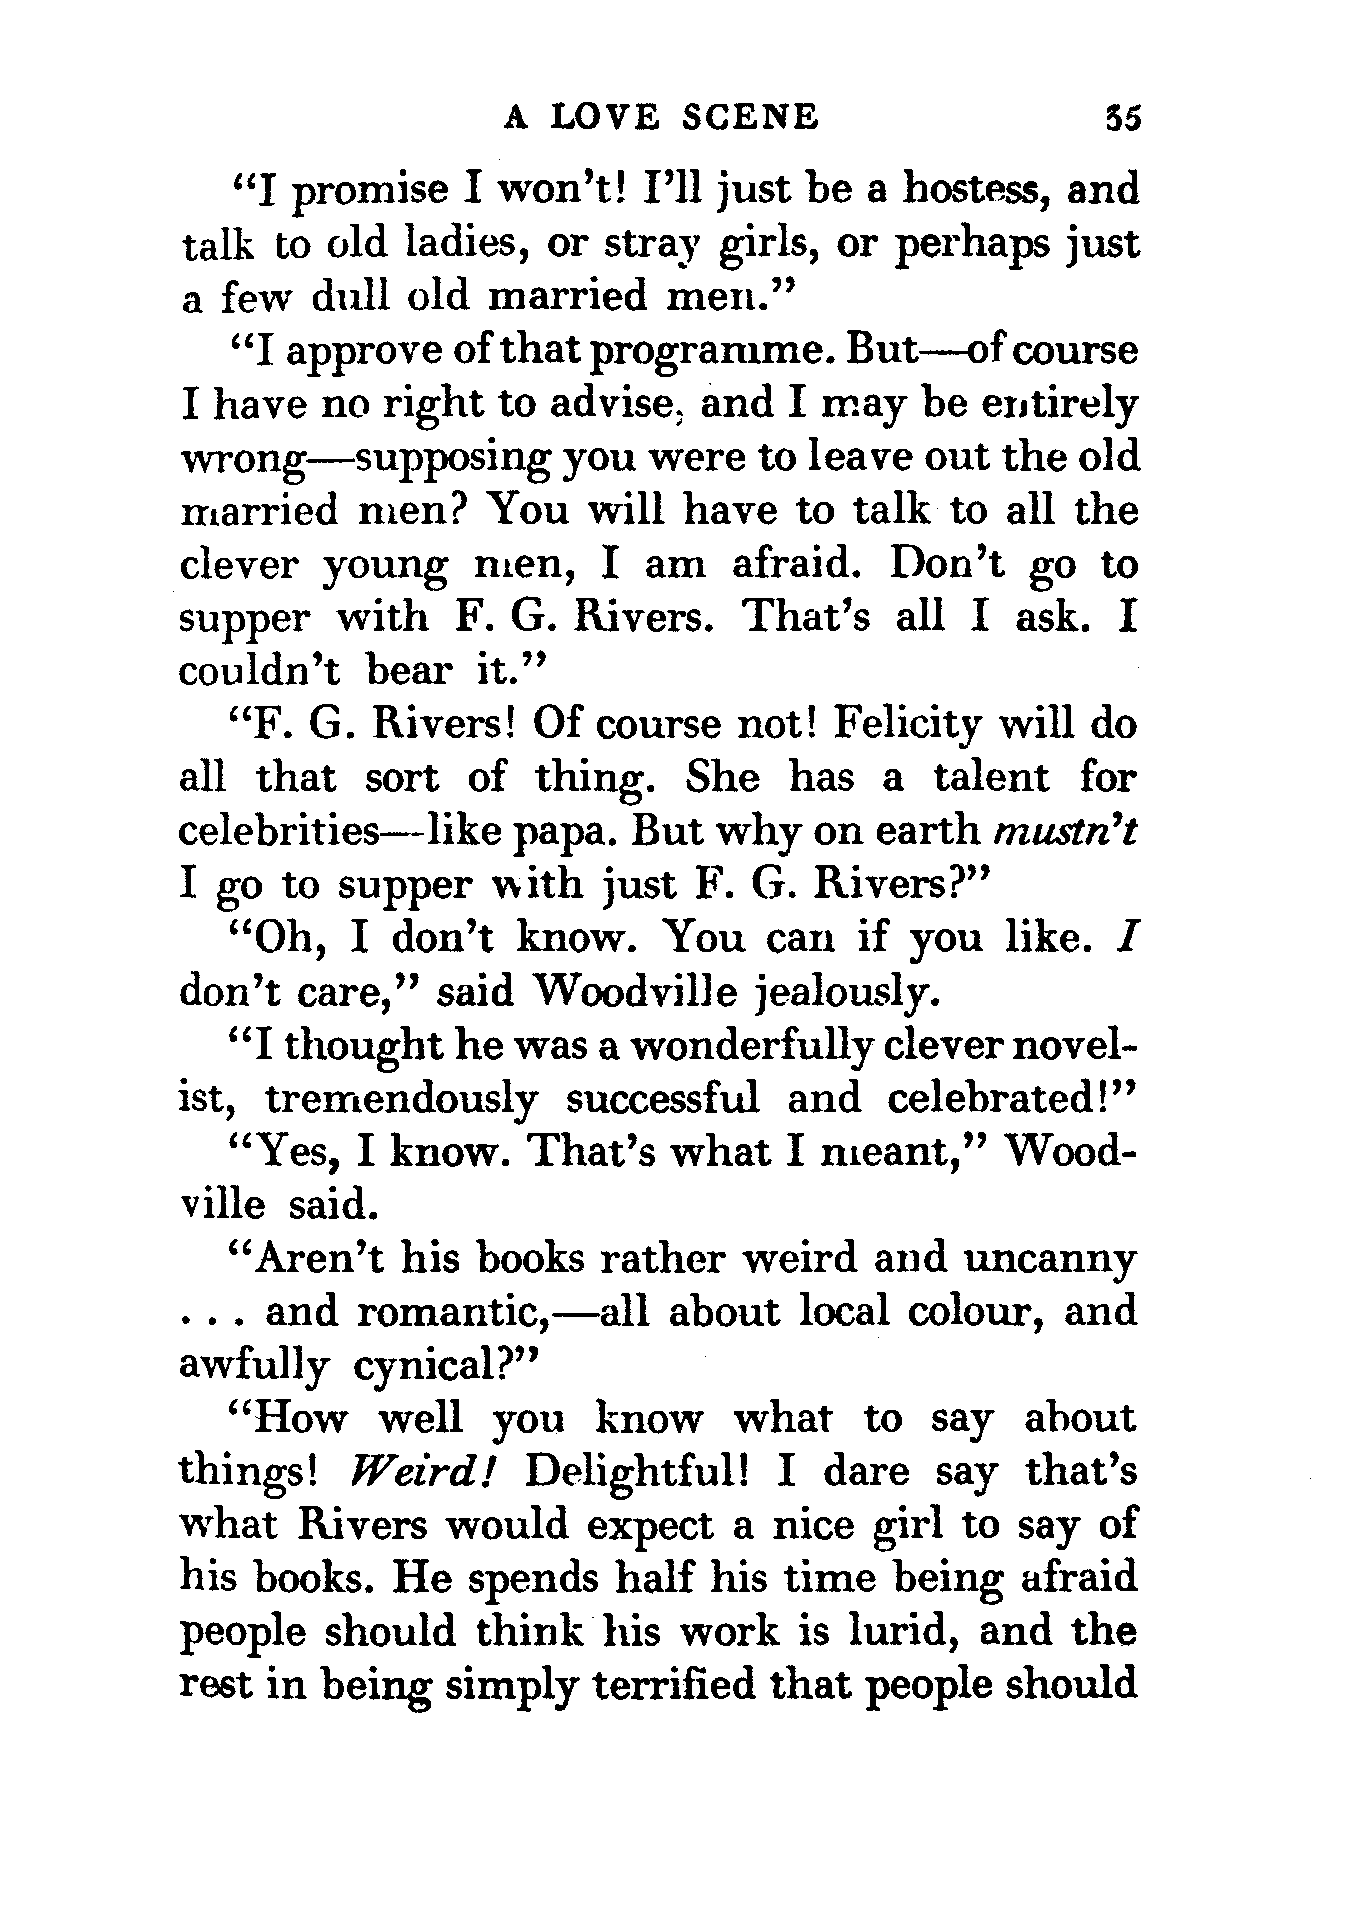 A LOVE SCENE 55
“I promise I won’t! I’ll just be a hostess, and
talk to old ladies, or stray girls, or perhaps just
a few dull old married men.”
“I approve of that programme. But—of course
I have no right to advise, and I may be entirely
wrong—supposing you were to leave out the old
married men? You will have to talk to all the
clever young men, I am afraid. Don’t go to
supper with F. G. Rivers. That’s all I ask. I
couldn’t bear it.”
“F. G. Rivers! Of course not! Felicity will do
all that sort of thing. She has a talent for
celebrities—like papa. But why on earth mustn’t
I go to supper with just F. G. Rivers?”
“Oh, I don’t know. You can if you like. I
don’t care,” said Woodville jealously.
“I thought he was a wonderfully clever novel-
ist, tremendously successful and celebrated!”
“Yes, I know. That’s what I meant,” Wood-
ville said.
“Aren’t his books rather weird and uncanny
. . . and romantic,—all about local colour, and
awfully cynical?”
“How well you know what to say about
things! Weird! Delightful! I dare say that’s
what Rivers would expect a nice girl to say of
his books. He spends half his time being afraid
people should think his work is lurid, and the
rest in being simply terrified that people should